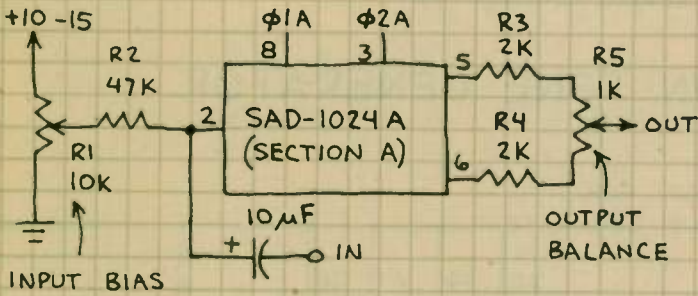 +10 -15
ϕ1A ϕ2A
R3
2K
R2
47K
8 3
5
R5
1K
2
SAD-1024A
(SECTION A)
R4
2K
OUT
R1
10K
6
10µF
+
IN
OUTPUT
BALANCE
INPUT BIAS